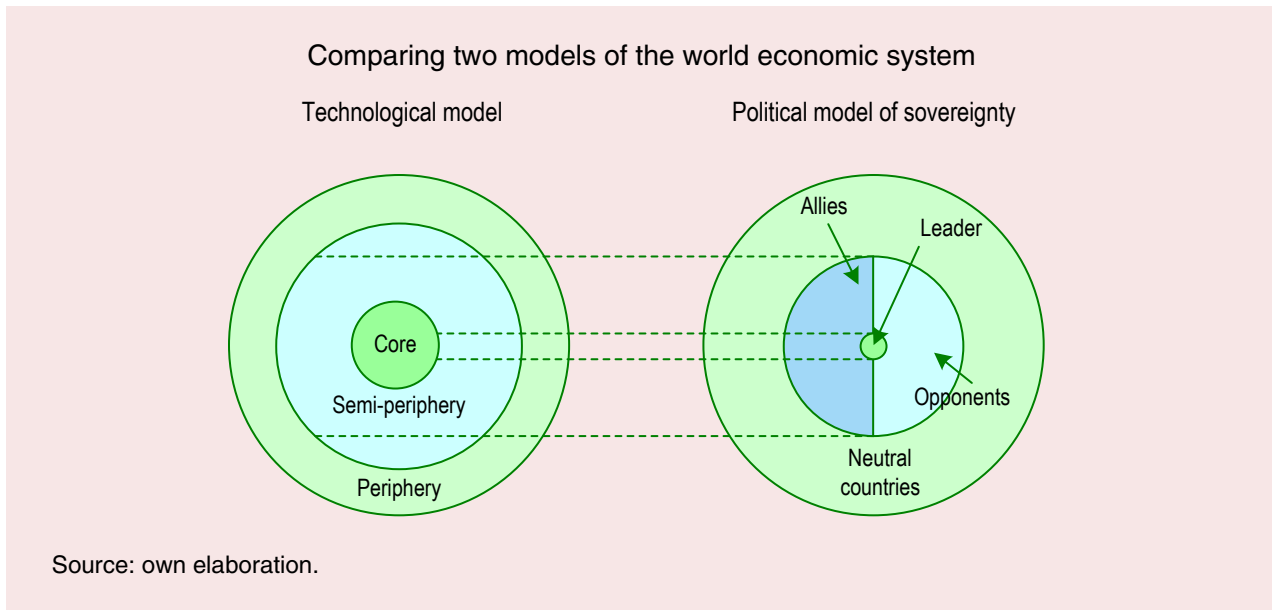 Comparing two models of the world economic system
Technological model
Political model of sovereignty
Allies
Leader
Core
Semi-periphery
Opponents
Neutral
countries
Periphery
Source: own elaboration.